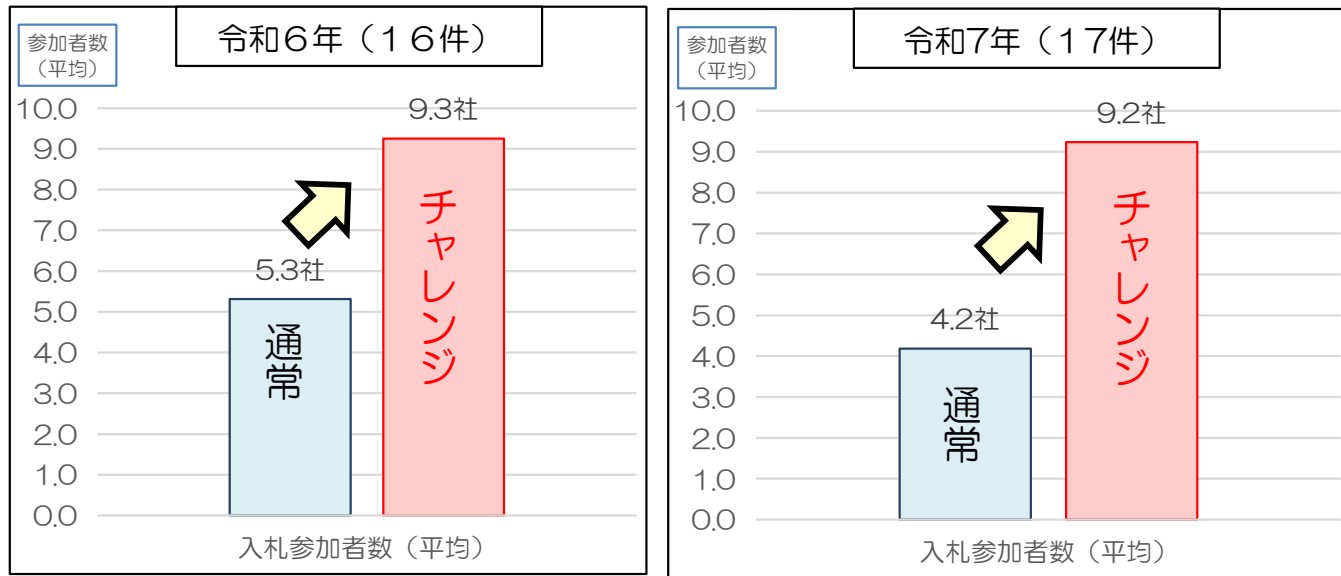 令和６年（１６件）
参加者数
（平均）
10.0
9.0
8.0
7.0
6.0
5.0
4.0
3.0
2.0
1.0
0.0
9.3社
5.3社
チャレンジ
通常
入札参加者数（平均）
令和7年（１７件）
参加者数
（平均）
10.0
9.0
8.0
7.0
6.0
5.0
4.0
3.0
2.0
1.0
0.0
9.2社
4.2社
チャレンジ
通常
入札参加者数（平均）